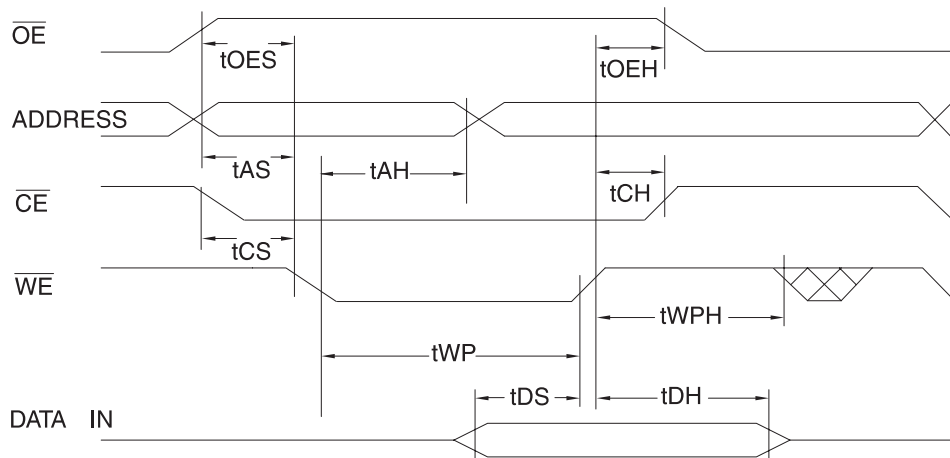 OE
tOES
tOEH
ADDRESS
tAS
tAH
tCH
CE
tCS
WE
tWPH
tWP
tDS
tDH
DATA IN